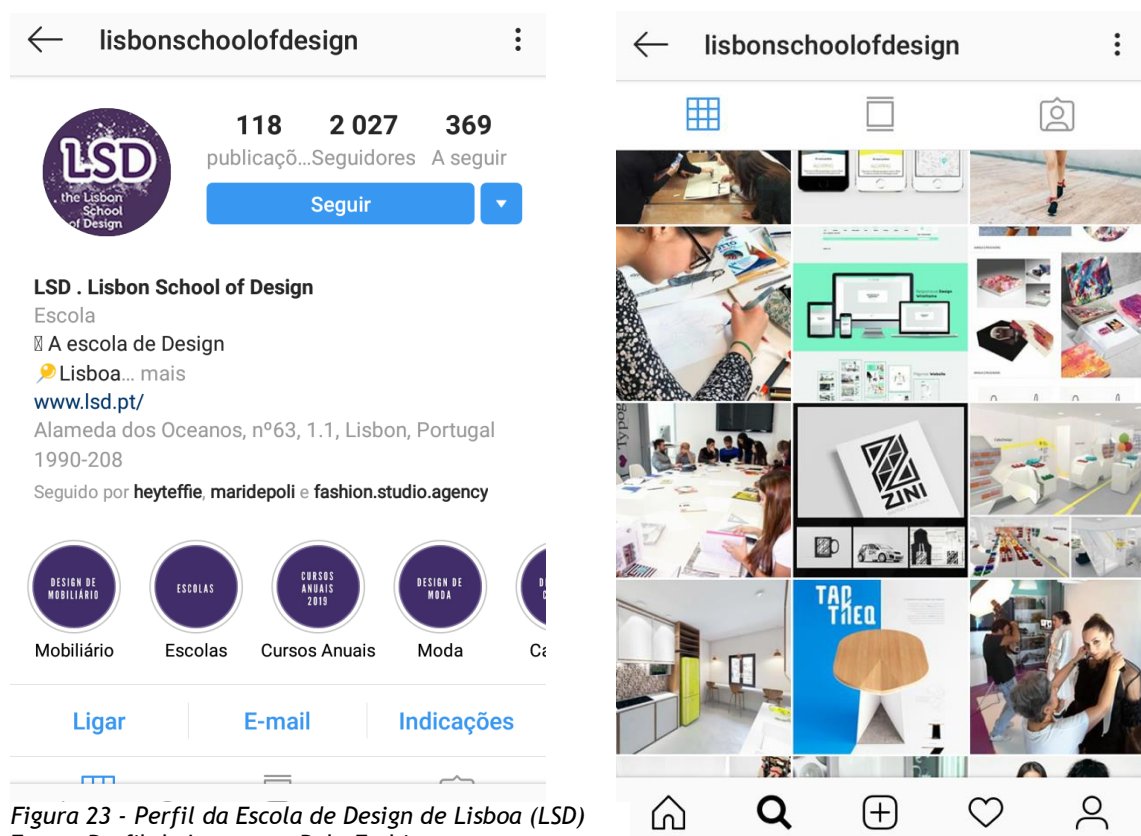 lisbonschoolofdesign
118 2 027 369
publicaçõ...Seguidores A seguir
Seguir
LSD
the Lisbon
School
of Design
LSD . Lisbon School of Design
Escola
A escola de Design
Lisboa... mais
www.lsd.pt/
Alameda dos Oceanos, nº63, 1.1, Lisbon, Portugal
1990-208
Seguido por heyteffie, maridepoli e fashion.studio.agency
DESIGN DE
MOBILIÁRIO
ESCOLAS
CURSOS
ANUAIS
2019
DESIGN DE
MODA
Mobiliário Escolas Cursos Anuais Moda
Ligar E-mail Indicações
Figura 23 - Perfil da Escola de Design de Lisboa (LSD)
lisbonschoolofdesign
Typog
ZINI
TAP
THEQ